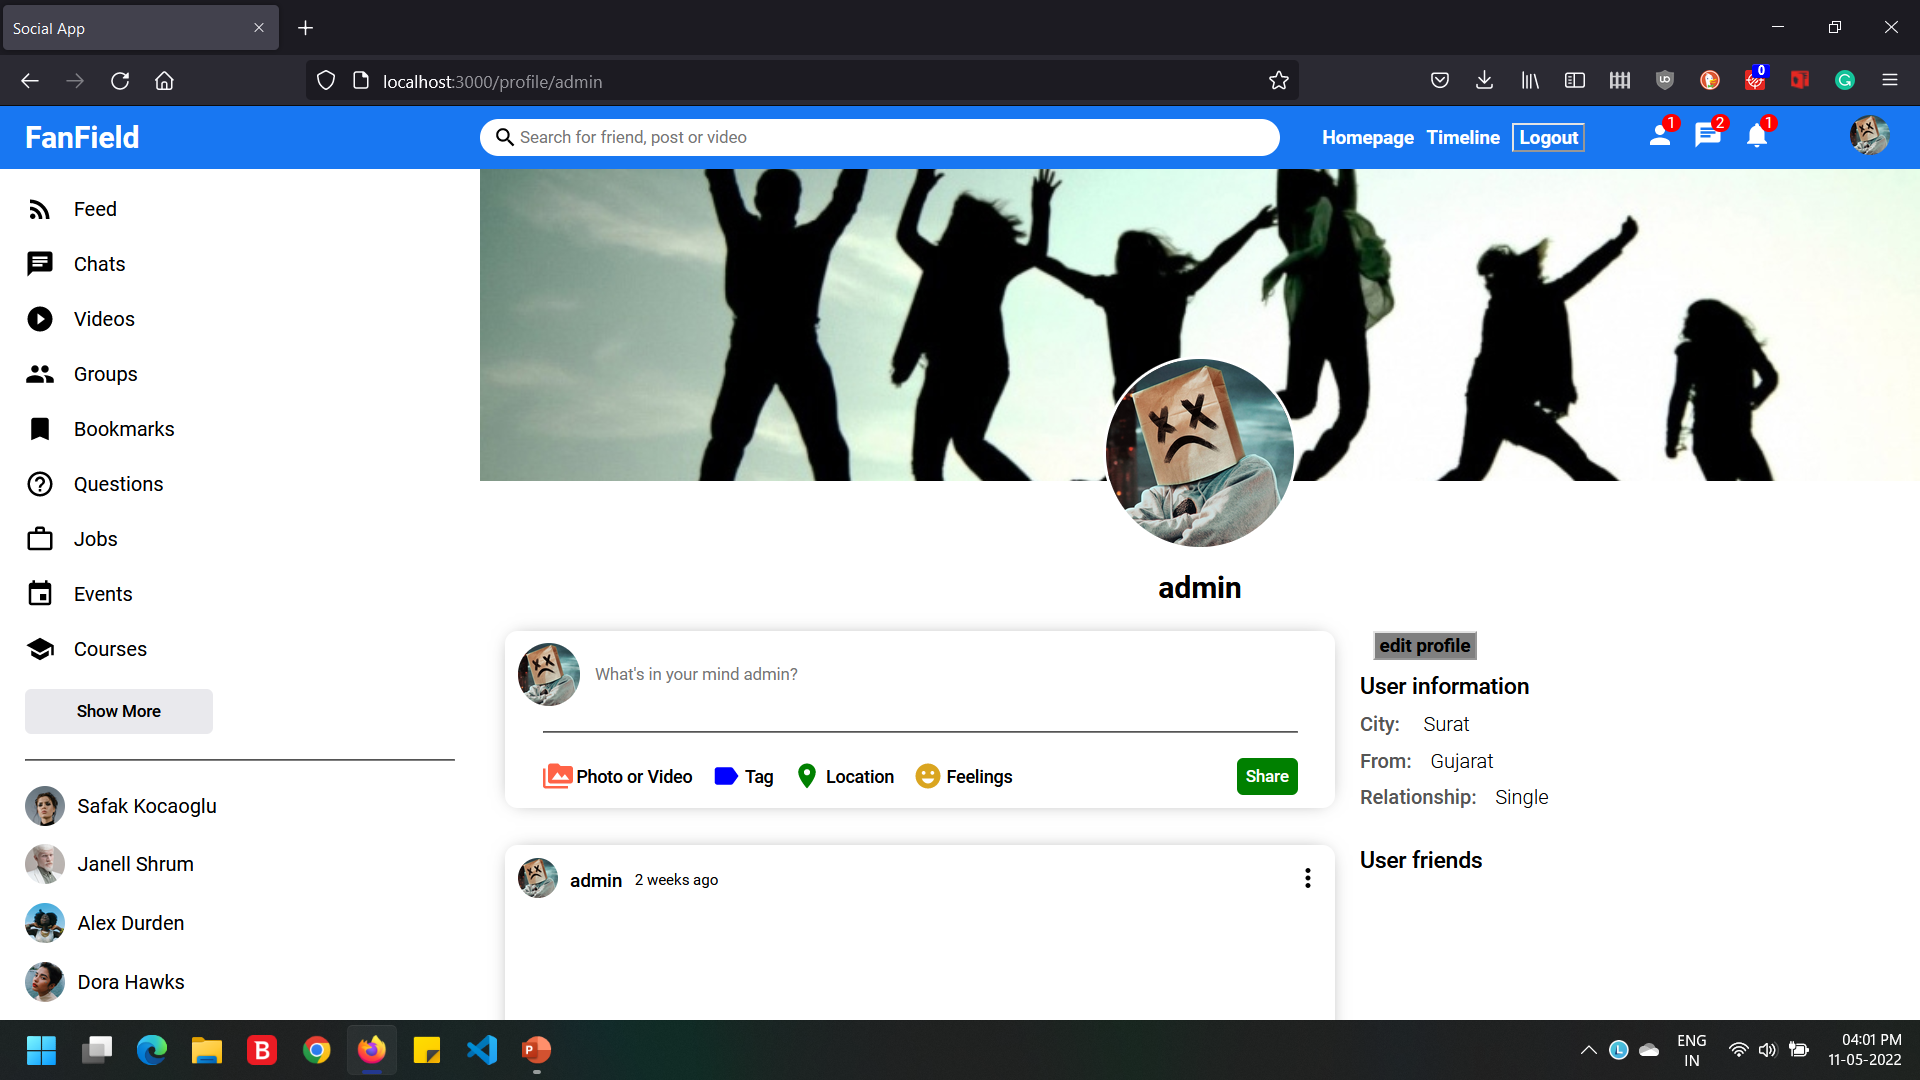 Social App
localhost:3000/profile/admin
0
FanField
Search for friend, post or video
Homepage Timeline Logout
1 2 1
Feed
Chats
Videos
Groups
Bookmarks
Questions
Jobs
Events
Courses
Show More
Safak Kocaoglu
Janell Shrum
Alex Durden
Dora Hawks
admin
What's in your mind admin?
Photo or Video Tag Location Feelings Share
admin 2 weeks ago
edit profile
User information
City: Surat
From: Gujarat
Relationship: Single
User friends
ENG
IN
04:01 PM
11-05-2022